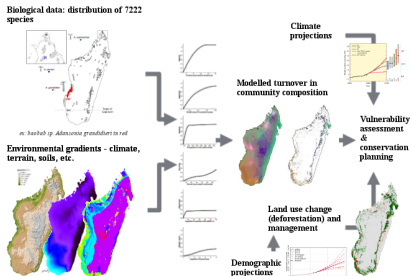 Biological data: distribution of 7222
species
ex: baobab sp. Adansonia grandidieri in red
Environmental gradients - climate,
terrain, soils, etc.
Modelled turnover in
community composition
Climate
projections
Vulnerability
assessment
& conservation
planning
Land use change
(deforestation) and
management
Demographic
projections